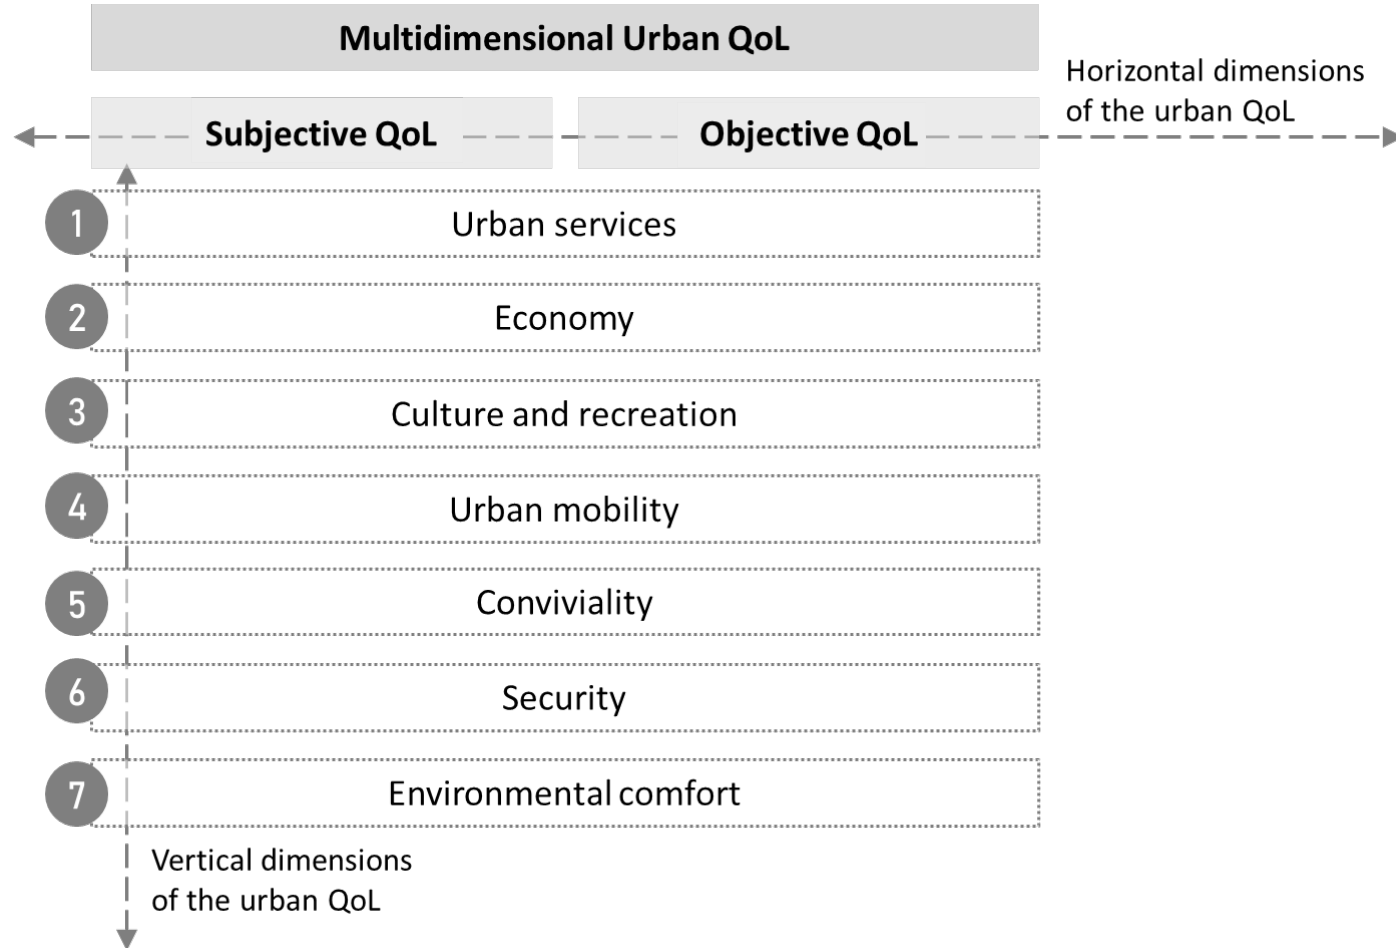 Multidimensional Urban QoL
Horizontal dimensions
of the urban QoL
Subjective QoL
Objective QoL
1
Urban services
2
Economy
3
Culture and recreation
4
Urban mobility
5
Conviviality
6
Security
7
Environmental comfort
Vertical dimensions
of the urban QoL